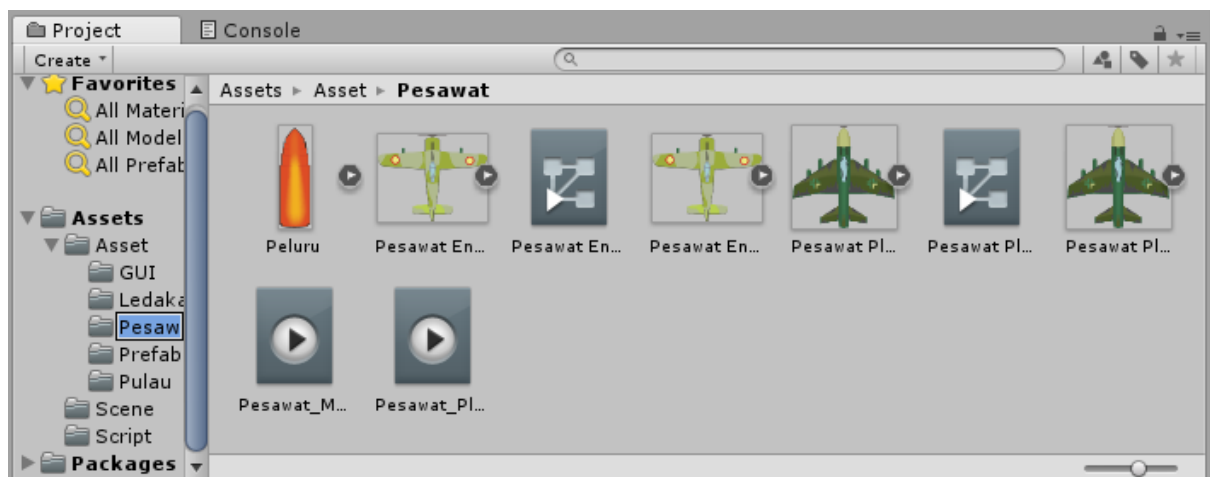 Project
Console
Create
Favorites
All Materi
All Model
All Prefab
Assets
Asset
GUI
Ledaka
Pesaw
Prefab
Pulau
Scene
Script
Packages
Assets ▸ Asset ▸ Pesawat
Peluru
Pesawat En...
Pesawat En...
Pesawat En...
Pesawat Pl...
Pesawat Pl...
Pesawat Pl...
Pesawat_M...
Pesawat_Pl...